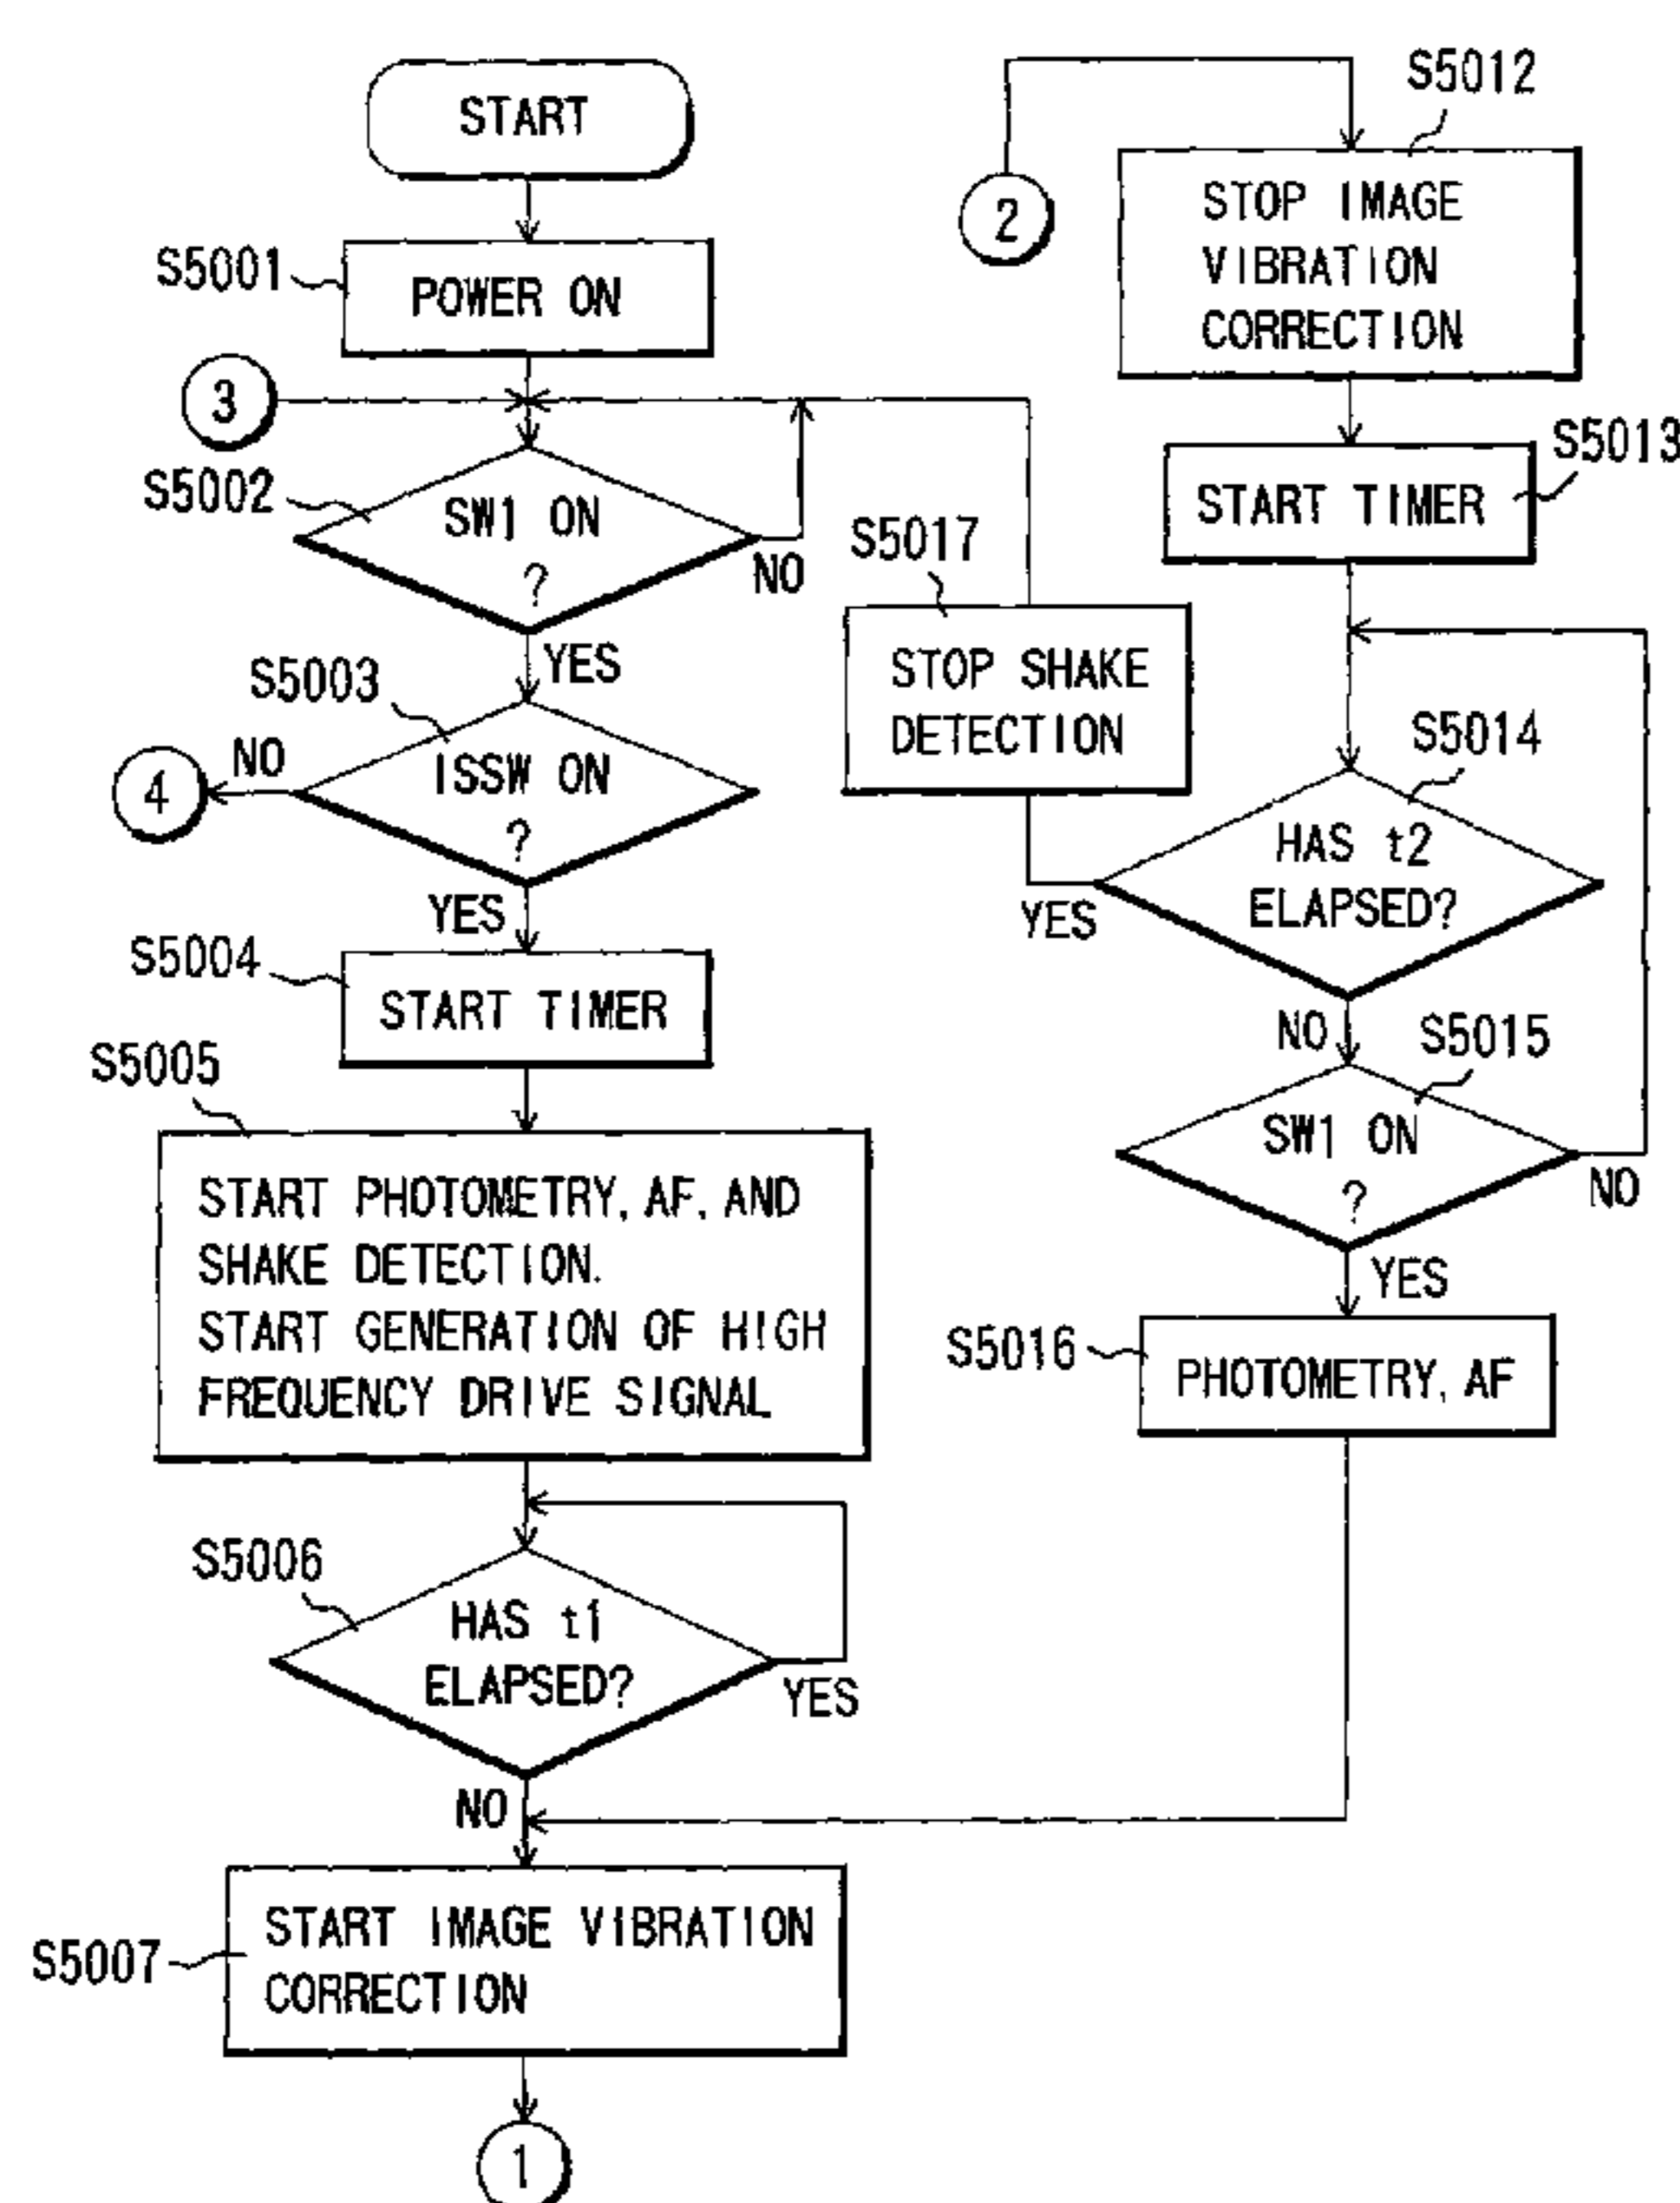 START
S5001
POWER ON
3
S5002
SW1 ON
?
NO
YES
S5003
ISSW ON
?
NO
4
YES
S5004
START TIMER
S5005
START PHOTOMETRY, AF, AND
SHAKE DETECTION.
START GENERATION OF HIGH
FREQUENCY DRIVE SIGNAL
S5006
HAS t1
ELAPSED?
YES
NO
S5007
START IMAGE VIBRATION
CORRECTION
1
2
S5012
STOP IMAGE
VIBRATION
CORRECTION
S5013
START TIMER
S5017
STOP SHAKE
DETECTION
S5014
HAS t2
ELAPSED?
YES
NO
S5015
SW1 ON
?
NO
YES
S5016
PHOTOMETRY, AF